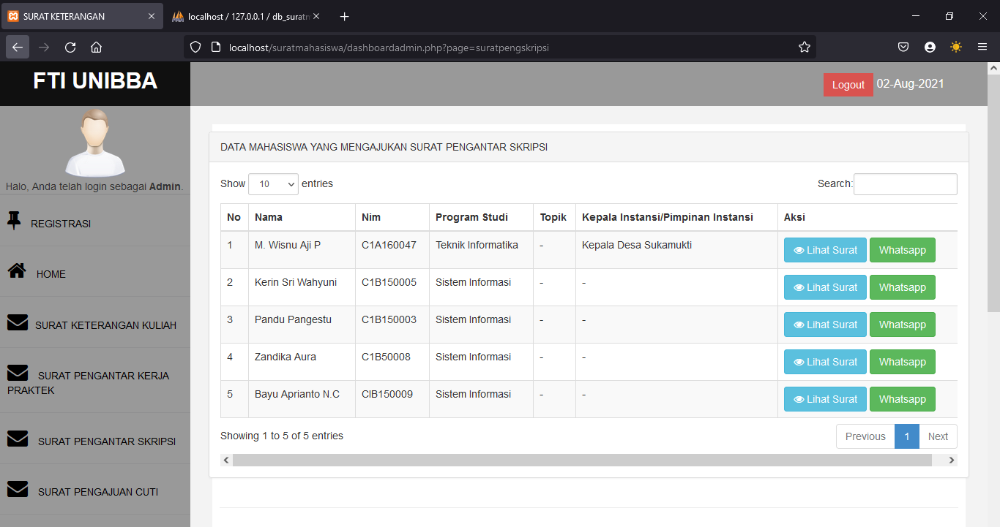 SURAT KETERANGAN
localhost / 127.0.0.1 / db_suratm
localhost/suratmahasiswa/dashboardadmin.php?page=suratpengskripsi
FTI UNIBBA
Logout 02-Aug-2021
Halo, Anda telah login sebagai Admin.
REGISTRASI
HOME
SURAT KETERANGAN KULIAH
SURAT PENGANTAR KERJA
PRAKTEK
SURAT PENGANTAR SKRIPSI
SURAT PENGAJUAN CUTI
DATA MAHASISWA YANG MENGAJUKAN SURAT PENGANTAR SKRIPSI
Show 10 entries Search:
No Nama Nim Program Studi Topik Kepala Instansi/Pimpinan Instansi Aksi
1 M. Wisnu Aji P C1A160047 Teknik Informatika - Kepala Desa Sukamukti Lihat Surat Whatsapp
2 Kerin Sri Wahyuni C1B150005 Sistem Informasi - - Lihat Surat Whatsapp
3 Pandu Pangestu C1B150003 Sistem Informasi - - Lihat Surat Whatsapp
4 Zandika Aura C1B50008 Sistem Informasi - - Lihat Surat Whatsapp
5 Bayu Aprianto N.C CIB150009 Sistem Informasi - - Lihat Surat Whatsapp
Showing 1 to 5 of 5 entries Previous 1 Next